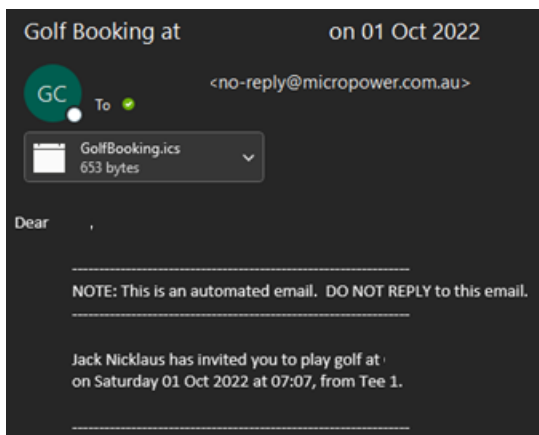 Golf Booking at on 01 Oct 2022
<no-reply@micropower.com.au>
GC
To
GolfBooking.ics
653 bytes
Dear ,
NOTE: This is an automated email. DO NOT REPLY to this email.
Jack Nicklaus has invited you to play golf at
on Saturday 01 Oct 2022 at 07:07, from Tee 1.